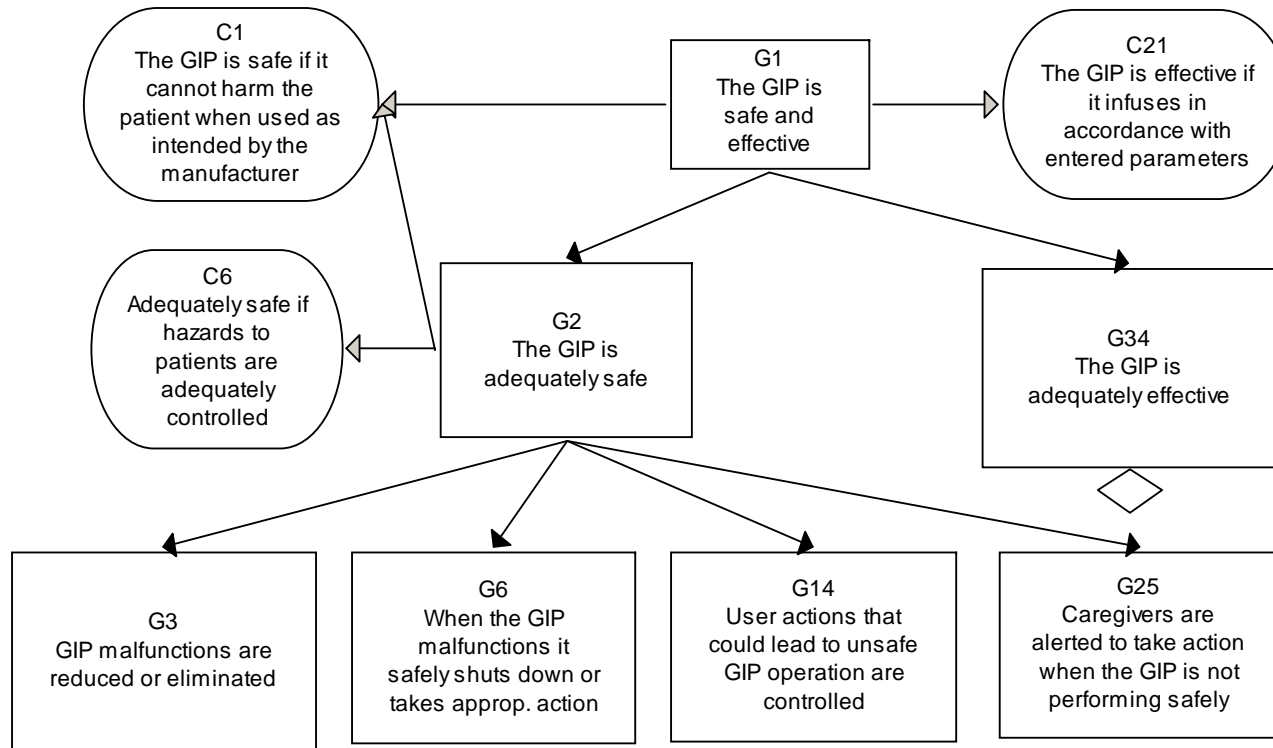 C1
The GIP is safe if it
cannot harm the
patient when used as
intended by the
manufacturer
G1
The GIP is
safe and
effective
C21
The GIP is effective if
it infuses in
accordance with
entered parameters
C6
Adequately safe if
hazards to
patients are
adequately
controlled
G2
The GIP is
adequately safe
G34
The GIP is
adequately effective
G3
GIP malfunctions are
reduced or eliminated
G6
When the GIP
malfunctions it
safely shuts down or
takes approp. action
G14
User actions that
could lead to unsafe
GIP operation are
controlled
G25
Caregivers are
alerted to take action
when the GIP is not
performing safely